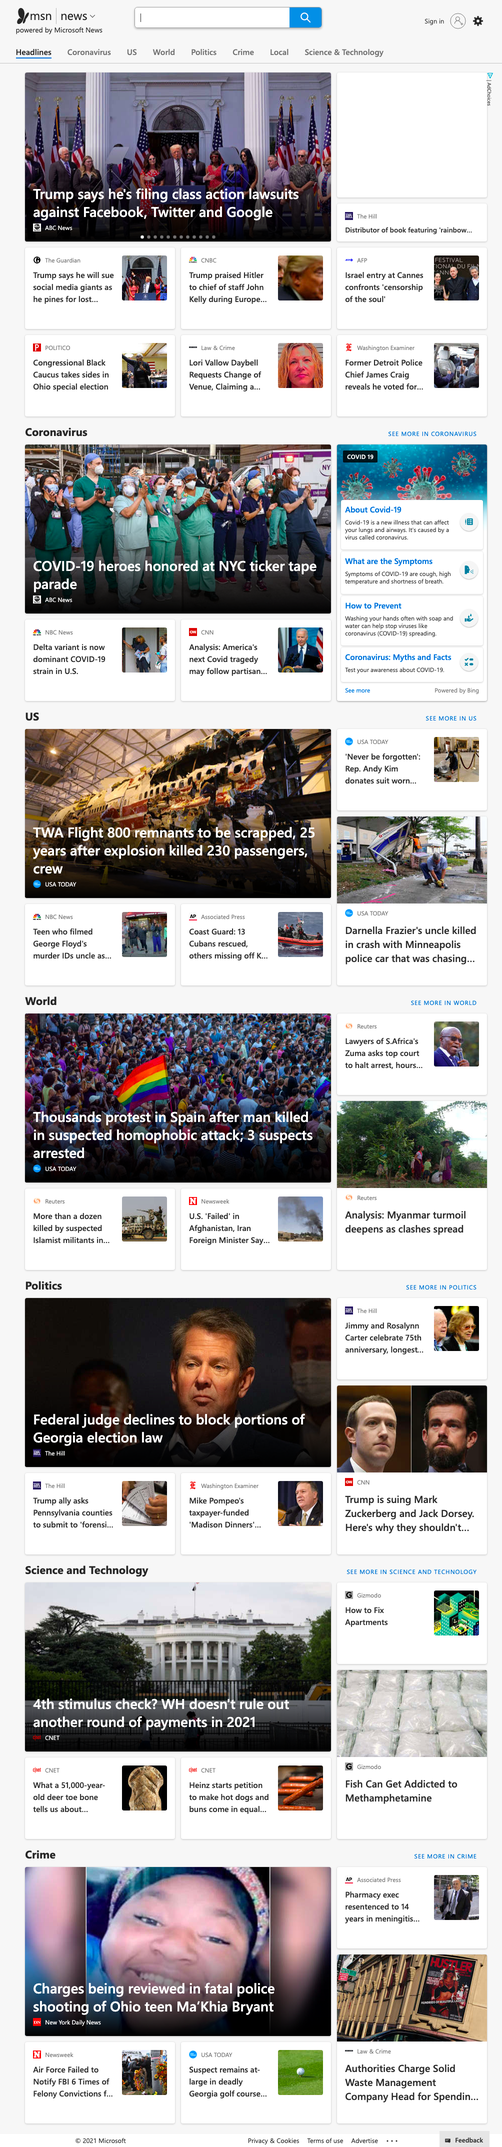 msn | news
powered by Microsoft News
Sign in
Headlines
Coronavirus
US
World
Politics
Crime
Local
Science & Technology
Trump says he's filing class action lawsuits
against Facebook, Twitter and Google
ABC News
AdChoices
The Hill
Distributor of book featuring 'rainbow...
The Guardian
Trump says he will sue
social media giants as
he pines for lost...
CNBC
Trump praised Hitler
to chief of staff John
Kelly during Europe...
AFP
Israel entry at Cannes
confronts 'censorship
of the soul'
FESTIVAL
POLITICO
Congressional Black
Caucus takes sides in
Ohio special election
Law & Crime
Lori Vallow Daybell
Requests Change of
Venue, Claiming a...
Washington Examiner
Former Detroit Police
Chief James Craig
reveals he voted for...
Coronavirus
SEE MORE IN CORONAVIRUS
COVID-19 heroes honored at NYC ticker tape
parade
ABC News
COVID 19
About Covid-19
Covid-19 is a new illness that can affect
your lungs and airways. It's caused by a
virus called coronavirus.
What are the Symptoms
Symptoms of COVID-19 are cough, high
temperature and shortness of breath.
How to Prevent
Washing your hands often with soap and
water can help stop viruses like
coronavirus (COVID-19) spreading.
Coronavirus: Myths and Facts
Test your awareness about COVID-19.
See more
Powered by Bing
NBC News
Delta variant is now
dominant COVID-19
strain in U.S.
CNN
Analysis: America's
next Covid tragedy
may follow partisan...
US
SEE MORE IN US
TWA Flight 800 remnants to be scrapped, 25
years after explosion killed 230 passengers,
crew
USA TODAY
USA TODAY
'Never be forgotten':
Rep. Andy Kim
donates suit worn...
USA TODAY
Darnella Frazier's uncle killed
in crash with Minneapolis
police car that was chasing...
NBC News
Teen who filmed
George Floyd's
murder IDs uncle as...
Associated Press
Coast Guard: 13
Cubans rescued,
others missing off K...
World
SEE MORE IN WORLD
Thousands protest in Spain after man killed
in suspected homophobic attack; 3 suspects
arrested
USA TODAY
Reuters
Lawyers of S.Africa's
Zuma asks top court
to halt arrest, hours...
Reuters
Analysis: Myanmar turmoil
deepens as clashes spread
Reuters
More than a dozen
killed by suspected
Islamist militants in...
Newsweek
U.S. 'Failed' in
Afghanistan, Iran
Foreign Minister Say...
Politics
SEE MORE IN POLITICS
Federal judge declines to block portions of
Georgia election law
The Hill
The Hill
Jimmy and Rosalynn
Carter celebrate 75th
anniversary, longest...
CNN
Trump is suing Mark
Zuckerberg and Jack Dorsey.
Here's why they shouldn't...
The Hill
Trump ally asks
Pennsylvania counties
to submit to 'forensi...
Washington Examiner
Mike Pompeo's
taxpayer-funded
'Madison Dinners'...
Science and Technology
SEE MORE IN SCIENCE AND TECHNOLOGY
4th stimulus check? WH doesn't rule out
another round of payments in 2021
CNET
Gizmodo
How to Fix
Apartments
Gizmodo
Fish Can Get Addicted to
Methamphetamine
CNET
What a 51,000-year-
old deer toe bone
tells us about...
CNET
Heinz starts petition
to make hot dogs and
buns come in equal...
Crime
SEE MORE IN CRIME
Charges being reviewed in fatal police
shooting of Ohio teen Ma'Khia Bryant
New York Daily News
Associated Press
Pharmacy exec
resentenced to 14
years in meningitis...
HUSTLER
Law & Crime
Authorities Charge Solid
Waste Management
Company Head for Spendin...
Newsweek
Air Force Failed to
Notify FBI 6 Times of
Felony Convictions f...
USA TODAY
Suspect remains at-
large in deadly
Georgia golf course...
© 2021 Microsoft
Privacy & Cookies
Terms of use
Advertise
...
Feedback